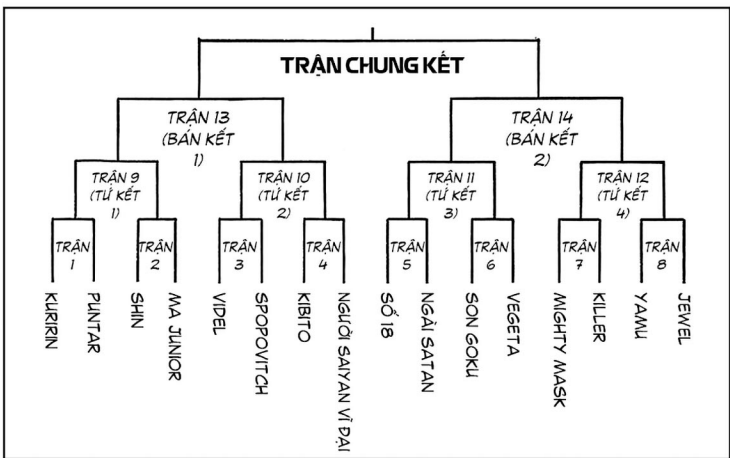 TRẬN CHUNG KẾT
TRẬN 13
(BÁN KẾT
1)
TRẬN 14
(BÁN KẾT
2)
TRẬN 9
(TỨ KẾT
1)
TRẬN 10
(TỨ KẾT
2)
TRẬN 11
(TỨ KẾT
3)
TRẬN 12
(TỨ KẾT
4)
TRẬN
1
TRẬN
2
TRẬN
3
TRẬN
4
TRẬN
5
TRẬN
6
TRẬN
7
TRẬN
8
KURIRIN
PUNTAR
SHIN
MA JUNIOR
VIDEL
SPOPOVITCH
KIBITO
NGƯỜI SAIYAN VĨ ĐẠI
SỐ 18
NGÀI SATAN
SON GOKU
VEGETA
MIGHTY MASK
KILLER
YAMU
JEWEL